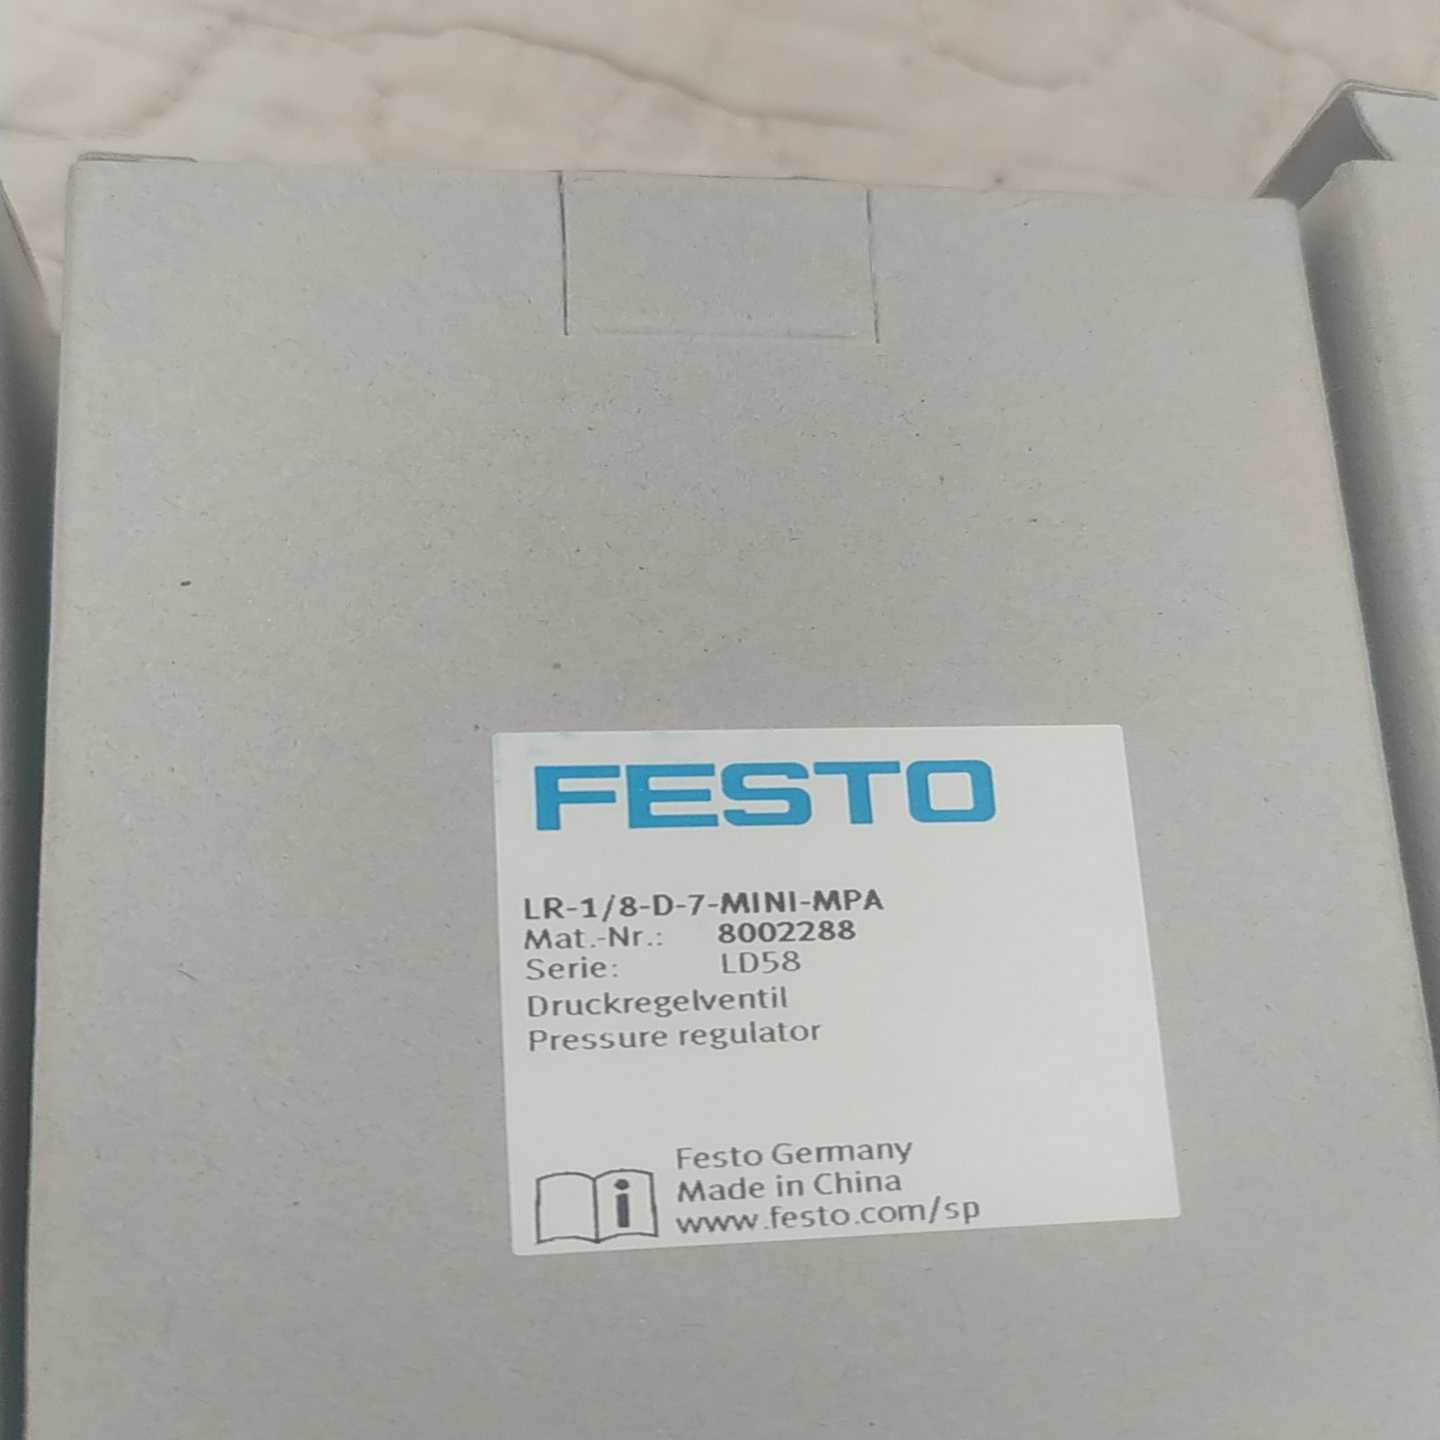 FESTO
LR-1/8-D-7-MINI-MPA
Mat.-Nr.: 8002288
Serie: LD58
Druckregelventil
Pressure regulator
Festo Germany
Made in China
www.festo.com/sp